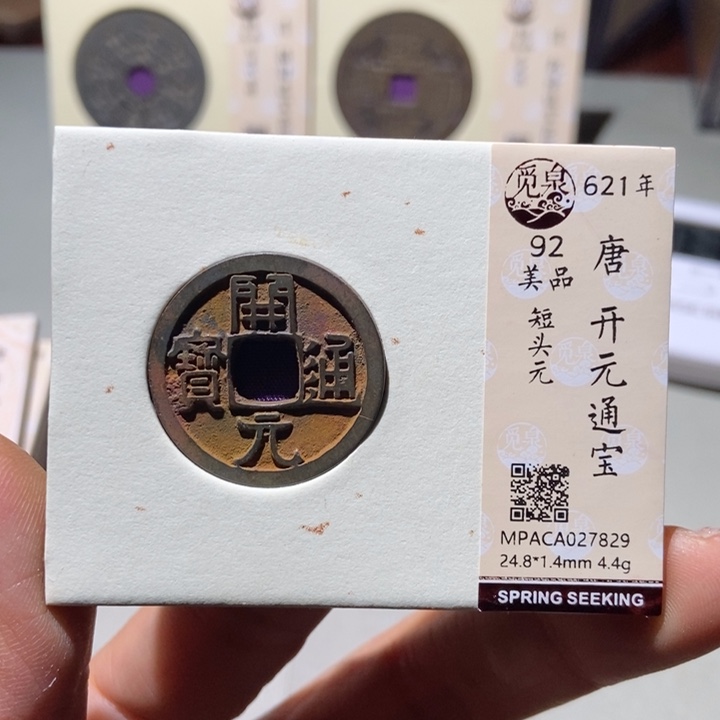 開通元寶
觅泉
621年
唐 开元通宝
92
美品
短头元
MPACA027829
24.8*1.4mm 4.4g
SPRING SEEKING